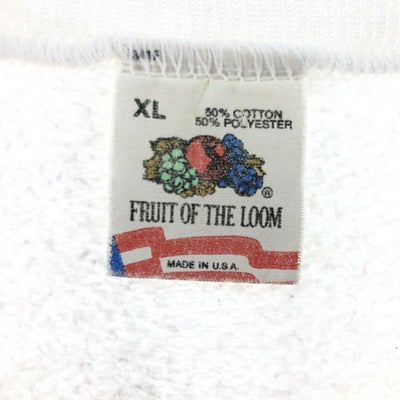 XL
50% COTTON
50% POLYESTER
®
FRUIT OF THE LOOM
MADE IN U.S.A.